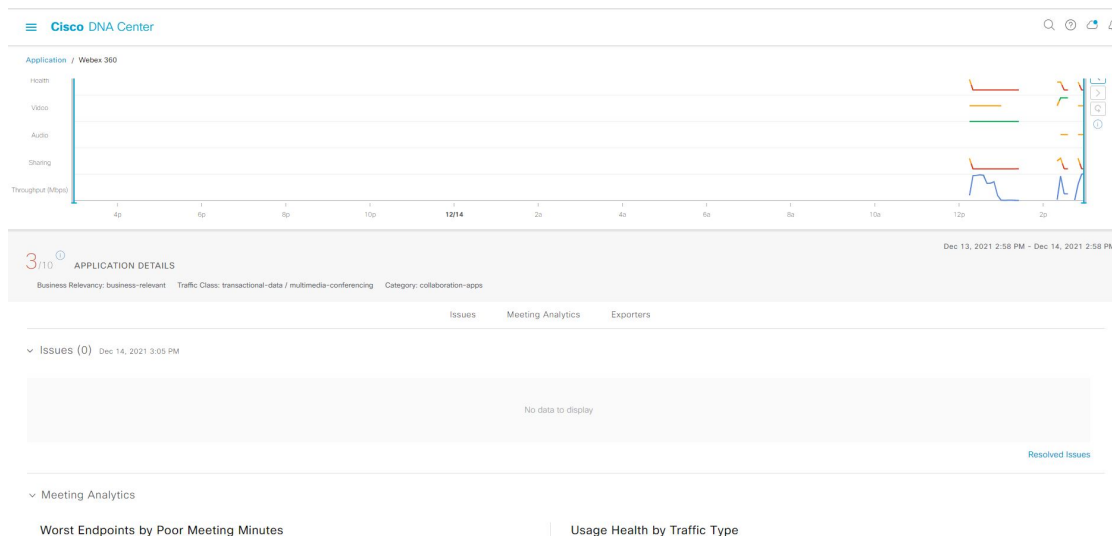 Cisco DNA Center
Application / Webex 360
Health
Video
Audio
Sharing
Throughput (Mbps)
4p 6p 8p 10p 12/14 2a 4a 6a 8a 10a 12p 2p
Dec 13, 2021 2:58 PM - Dec 14, 2021 2:58 PM
3/10 APPLICATION DETAILS
Business Relevancy: business-relevant Traffic Class: transactional-data / multimedia-conferencing Category: collaboration-apps
Issues Meeting Analytics Exporters
Issues (0) Dec 14, 2021 3:05 PM
No data to display
Resolved Issues
Meeting Analytics
Worst Endpoints by Poor Meeting Minutes Usage Health by Traffic Type